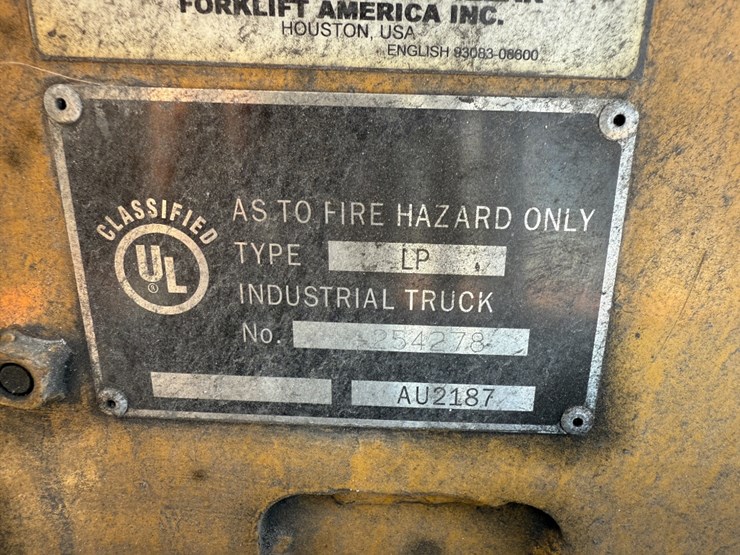 FORKLIFT AMERICA INC.
HOUSTON, USA
ENGLISH 93083-08600
CLASSIFIED
UL
®
AS TO FIRE HAZARD ONLY
TYPE LP
INDUSTRIAL TRUCK
No. 254278
AU2187